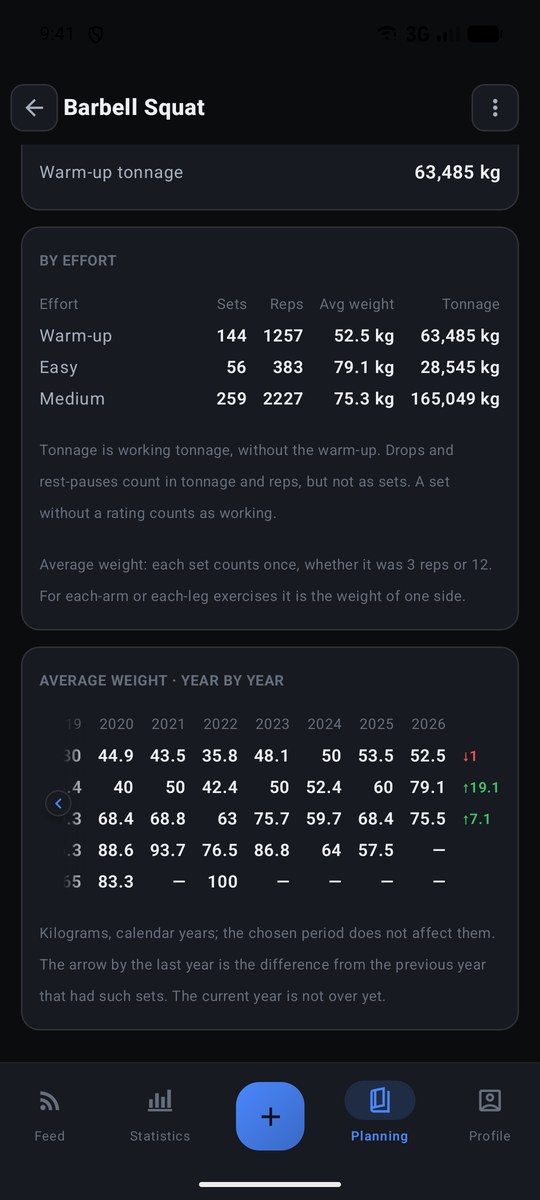 9:41 3G
Barbell Squat
Warm-up tonnage 63,485 kg
BY EFFORT
Effort Sets Reps Avg weight Tonnage
Warm-up 144 1257 52.5 kg 63,485 kg
Easy 56 383 79.1 kg 28,545 kg
Medium 259 2227 75.3 kg 165,049 kg
Tonnage is working tonnage, without the warm-up. Drops and
rest-pauses count in tonnage and reps, but not as sets. A set
without a rating counts as working.
Average weight: each set counts once, whether it was 3 reps or 12.
For each-arm or each-leg exercises it is the weight of one side.
AVERAGE WEIGHT · YEAR BY YEAR
19 2020 2021 2022 2023 2024 2025 2026
30 44.9 43.5 35.8 48.1 50 53.5 52.5 ↓1
.4 40 50 42.4 50 52.4 60 79.1 ↑19.1
.3 68.4 68.8 63 75.7 59.7 68.4 75.5 ↑7.1
.3 88.6 93.7 76.5 86.8 64 57.5 —
65 83.3 — 100 — — — —
Kilograms, calendar years; the chosen period does not affect them.
The arrow by the last year is the difference from the previous year
that had such sets. The current year is not over yet.
Feed Statistics Planning Profile